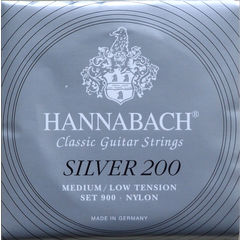 HANNABACH®
Classic Guitar Strings
SILVER 200
MEDIUM / LOW TENSION
SET 900 · NYLON
MADE IN GERMANY